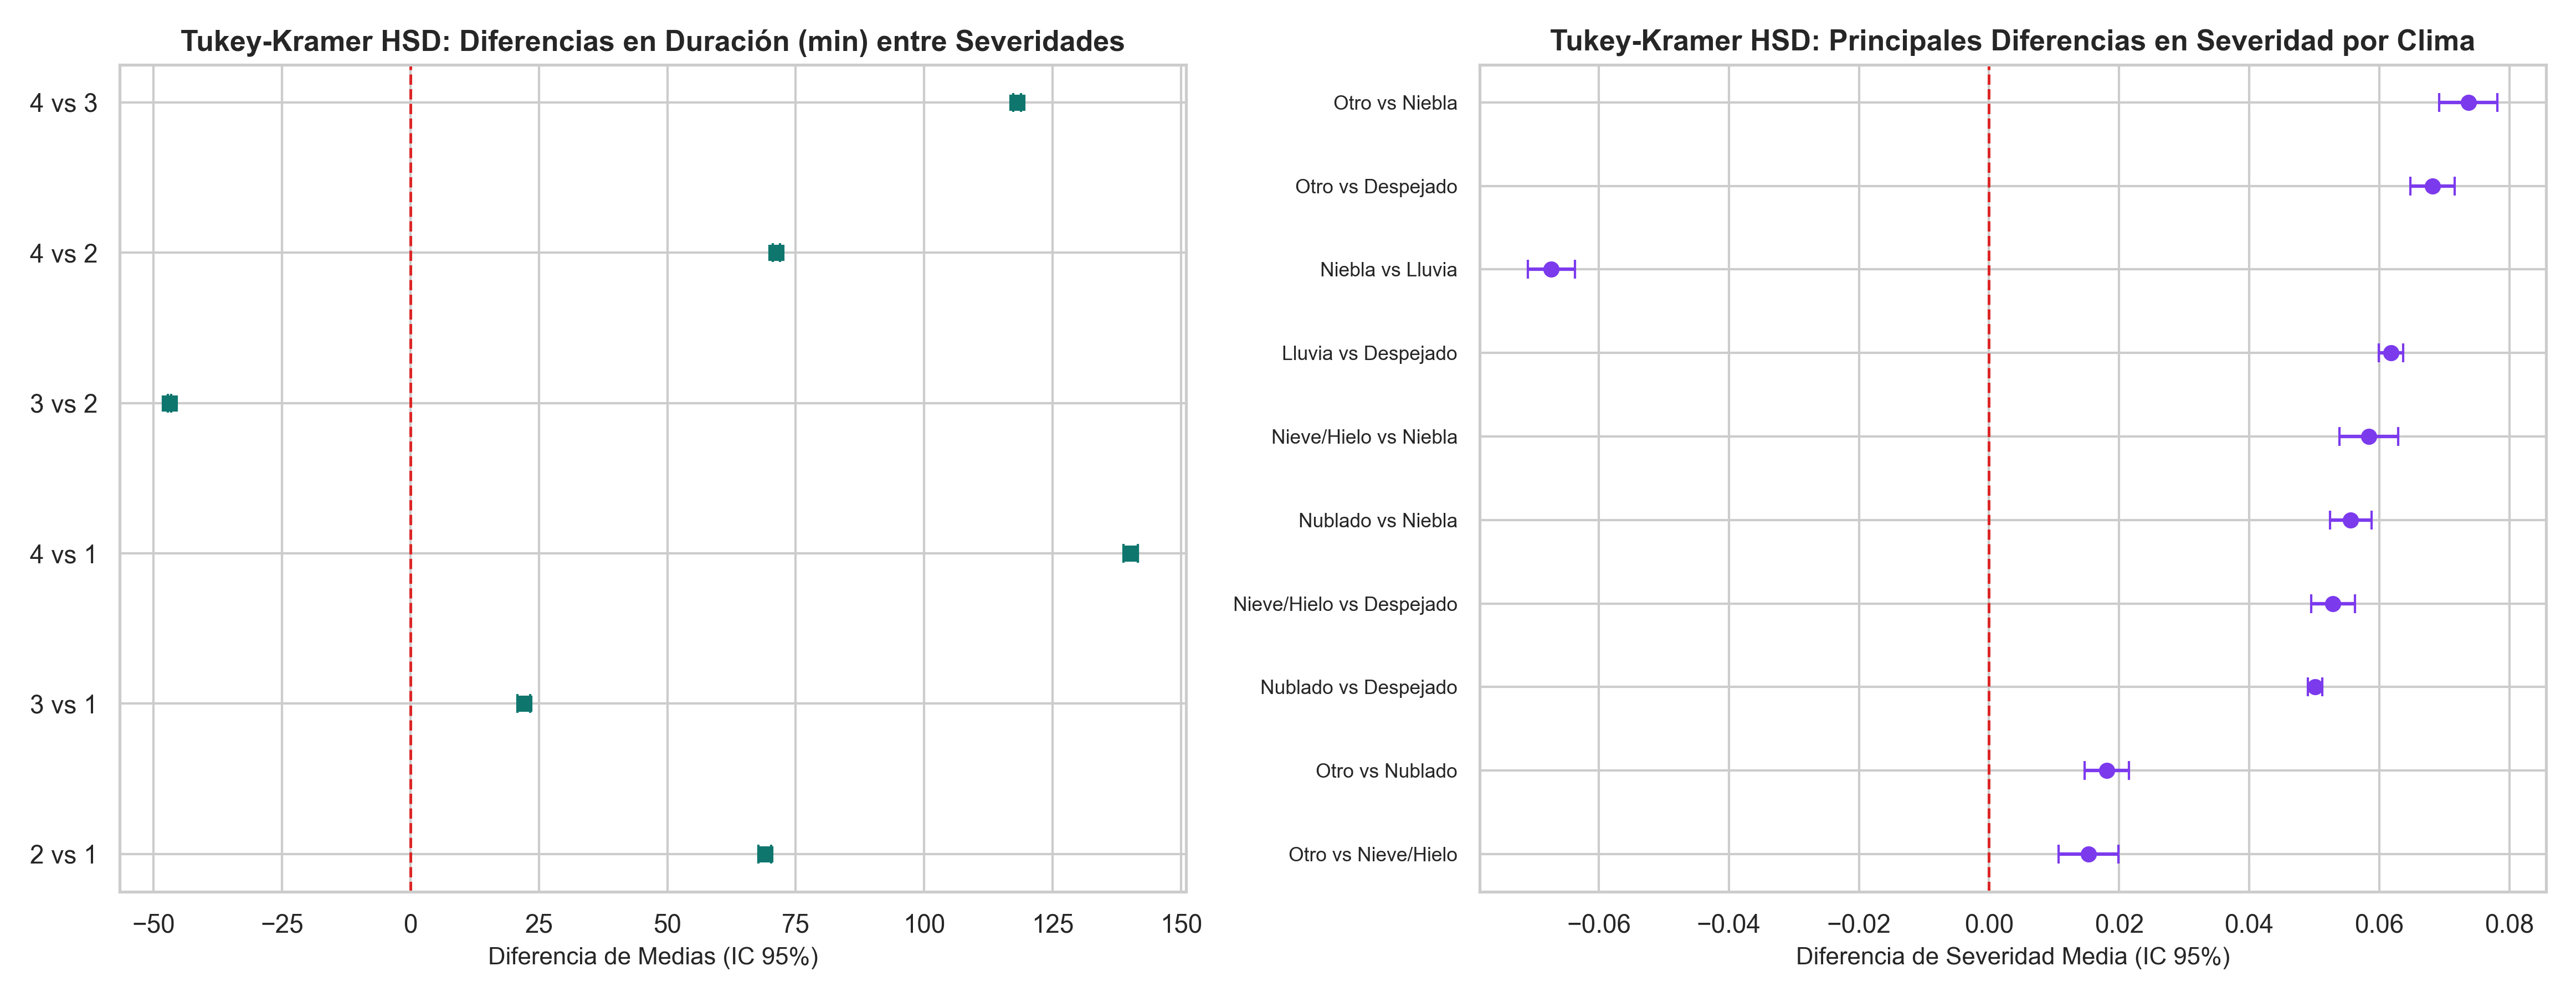 Tukey-Kramer HSD: Diferencias en Duración (min) entre Severidades
4 vs 3
4 vs 2
3 vs 2
4 vs 1
3 vs 1
2 vs 1
−50
−25
0
25
50
75
100
125
150
Diferencia de Medias (IC 95%)
Tukey-Kramer HSD: Principales Diferencias en Severidad por Clima
Otro vs Niebla
Otro vs Despejado
Niebla vs Lluvia
Lluvia vs Despejado
Nieve/Hielo vs Niebla
Nublado vs Niebla
Nieve/Hielo vs Despejado
Nublado vs Despejado
Otro vs Nublado
Otro vs Nieve/Hielo
−0.06
−0.04
−0.02
0.00
0.02
0.04
0.06
0.08
Diferencia de Severidad Media (IC 95%)